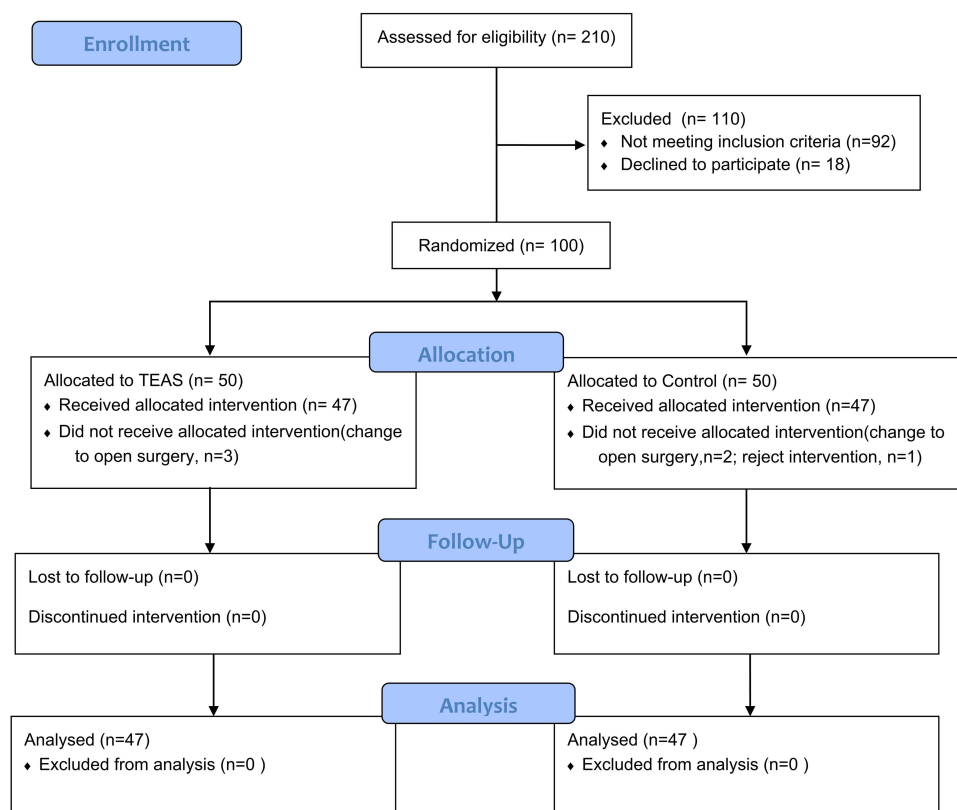 Enrollment
Assessed for eligibility (n= 210)
Excluded (n= 110)
♦ Not meeting inclusion criteria (n=92)
♦ Declined to participate (n= 18)
Randomized (n= 100)
Allocation
Allocated to TEAS (n= 50)
♦ Received allocated intervention (n= 47)
♦ Did not receive allocated intervention(change
to open surgery, n=3)
Allocated to Control (n= 50)
♦ Received allocated intervention (n=47)
♦ Did not receive allocated intervention(change to
open surgery,n=2; reject intervention, n=1)
Follow-Up
Lost to follow-up (n=0)
Discontinued intervention (n=0)
Lost to follow-up (n=0)
Discontinued intervention (n=0)
Analysis
Analysed (n=47)
♦ Excluded from analysis (n=0 )
Analysed (n=47 )
♦ Excluded from analysis (n=0 )